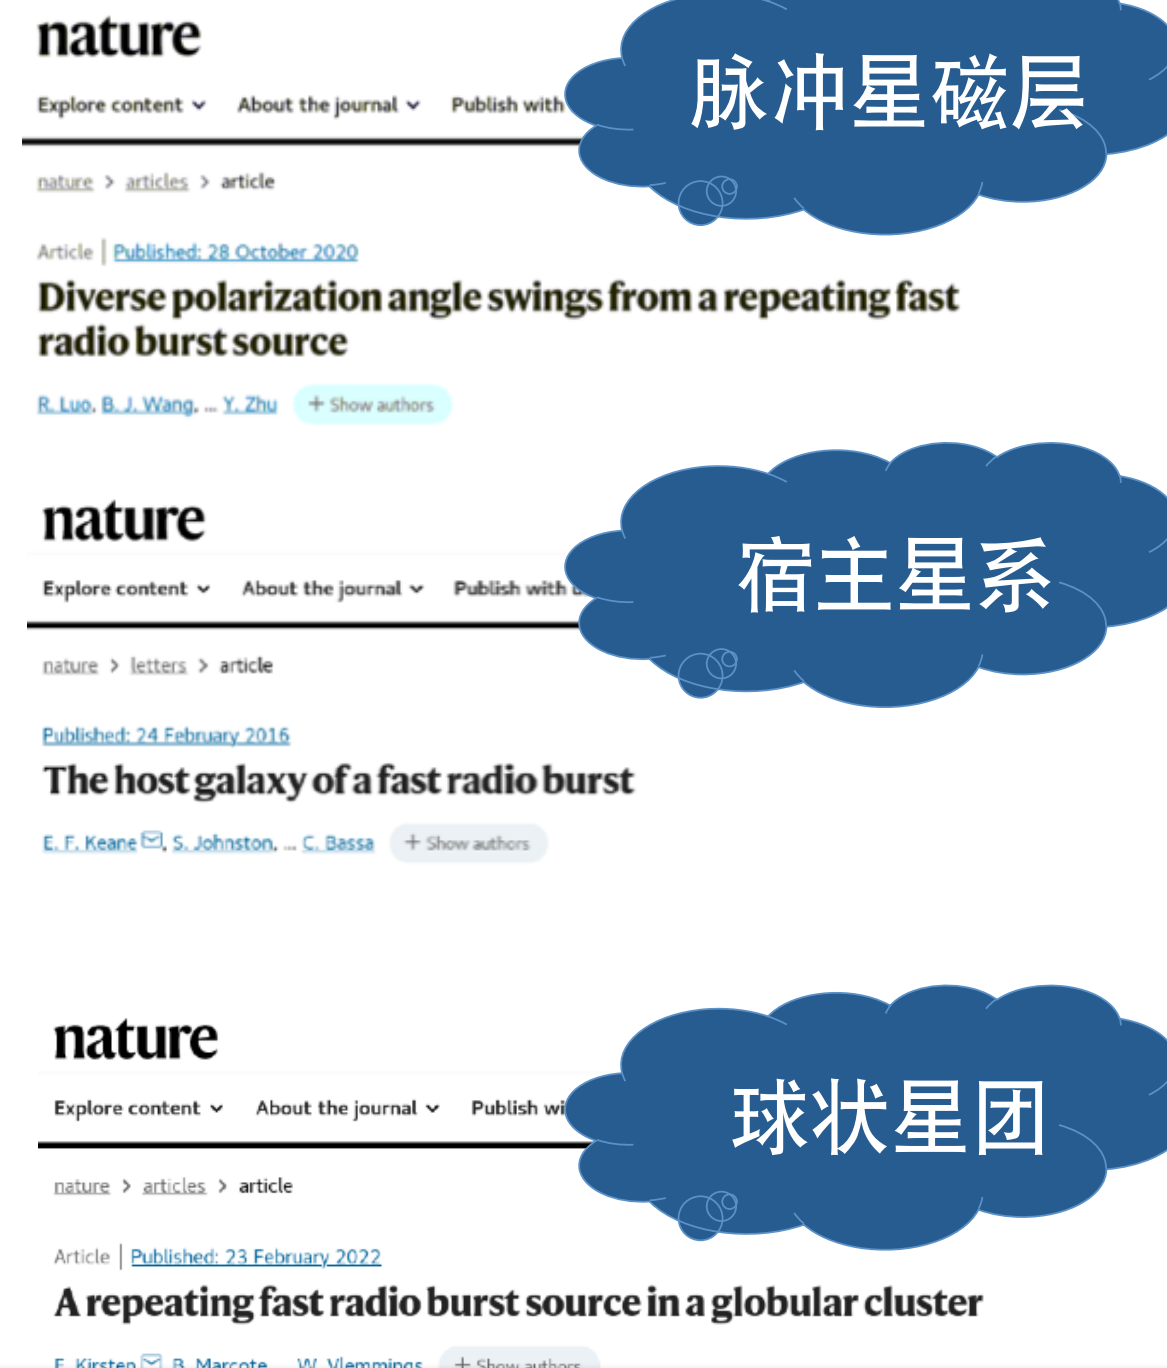 nature
脉冲星磁层
Explore content About the journal Publish with
nature > articles > article
Article | Published: 28 October 2020
Diverse polarization angle swings from a repeating fast
radio burst source
R. Luo, B. J. Wang, ... Y. Zhu + Show authors
nature
宿主星系
Explore content About the journal Publish with
nature > letters > article
Published: 24 February 2016
The host galaxy of a fast radio burst
E. F. Keane, S. Johnston, ... C. Bassa + Show authors
nature
球状星团
Explore content About the journal Publish wi
nature > articles > article
Article | Published: 23 February 2022
A repeating fast radio burst source in a globular cluster
F. Kirsten, B. Marcote, ... W. Vlemmings + Show authors